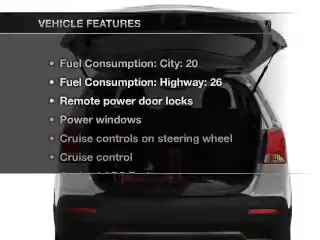 VEHICLE FEATURES
• Fuel Consumption: City: 20
• Fuel Consumption: Highway: 26
• Remote power door locks
• Power windows
• Cruise controls on steering wheel
• Cruise control